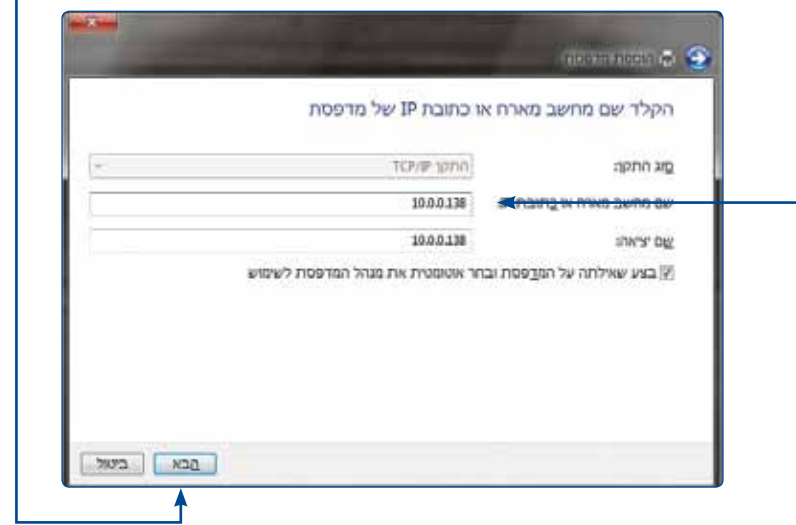 הוספת מדפסת
הקלד שם מחשב מארח או כתובת IP של מדפסת
סוג התקן: התקן TCP/IP
שם מחשב מארח או כתובת 10.0.0.138
שם יציאה: 10.0.0.138
בצע שאילתה על המדפסת ובחר אוטומטית את מנהל המדפסת לשימוש
הבא ביטול